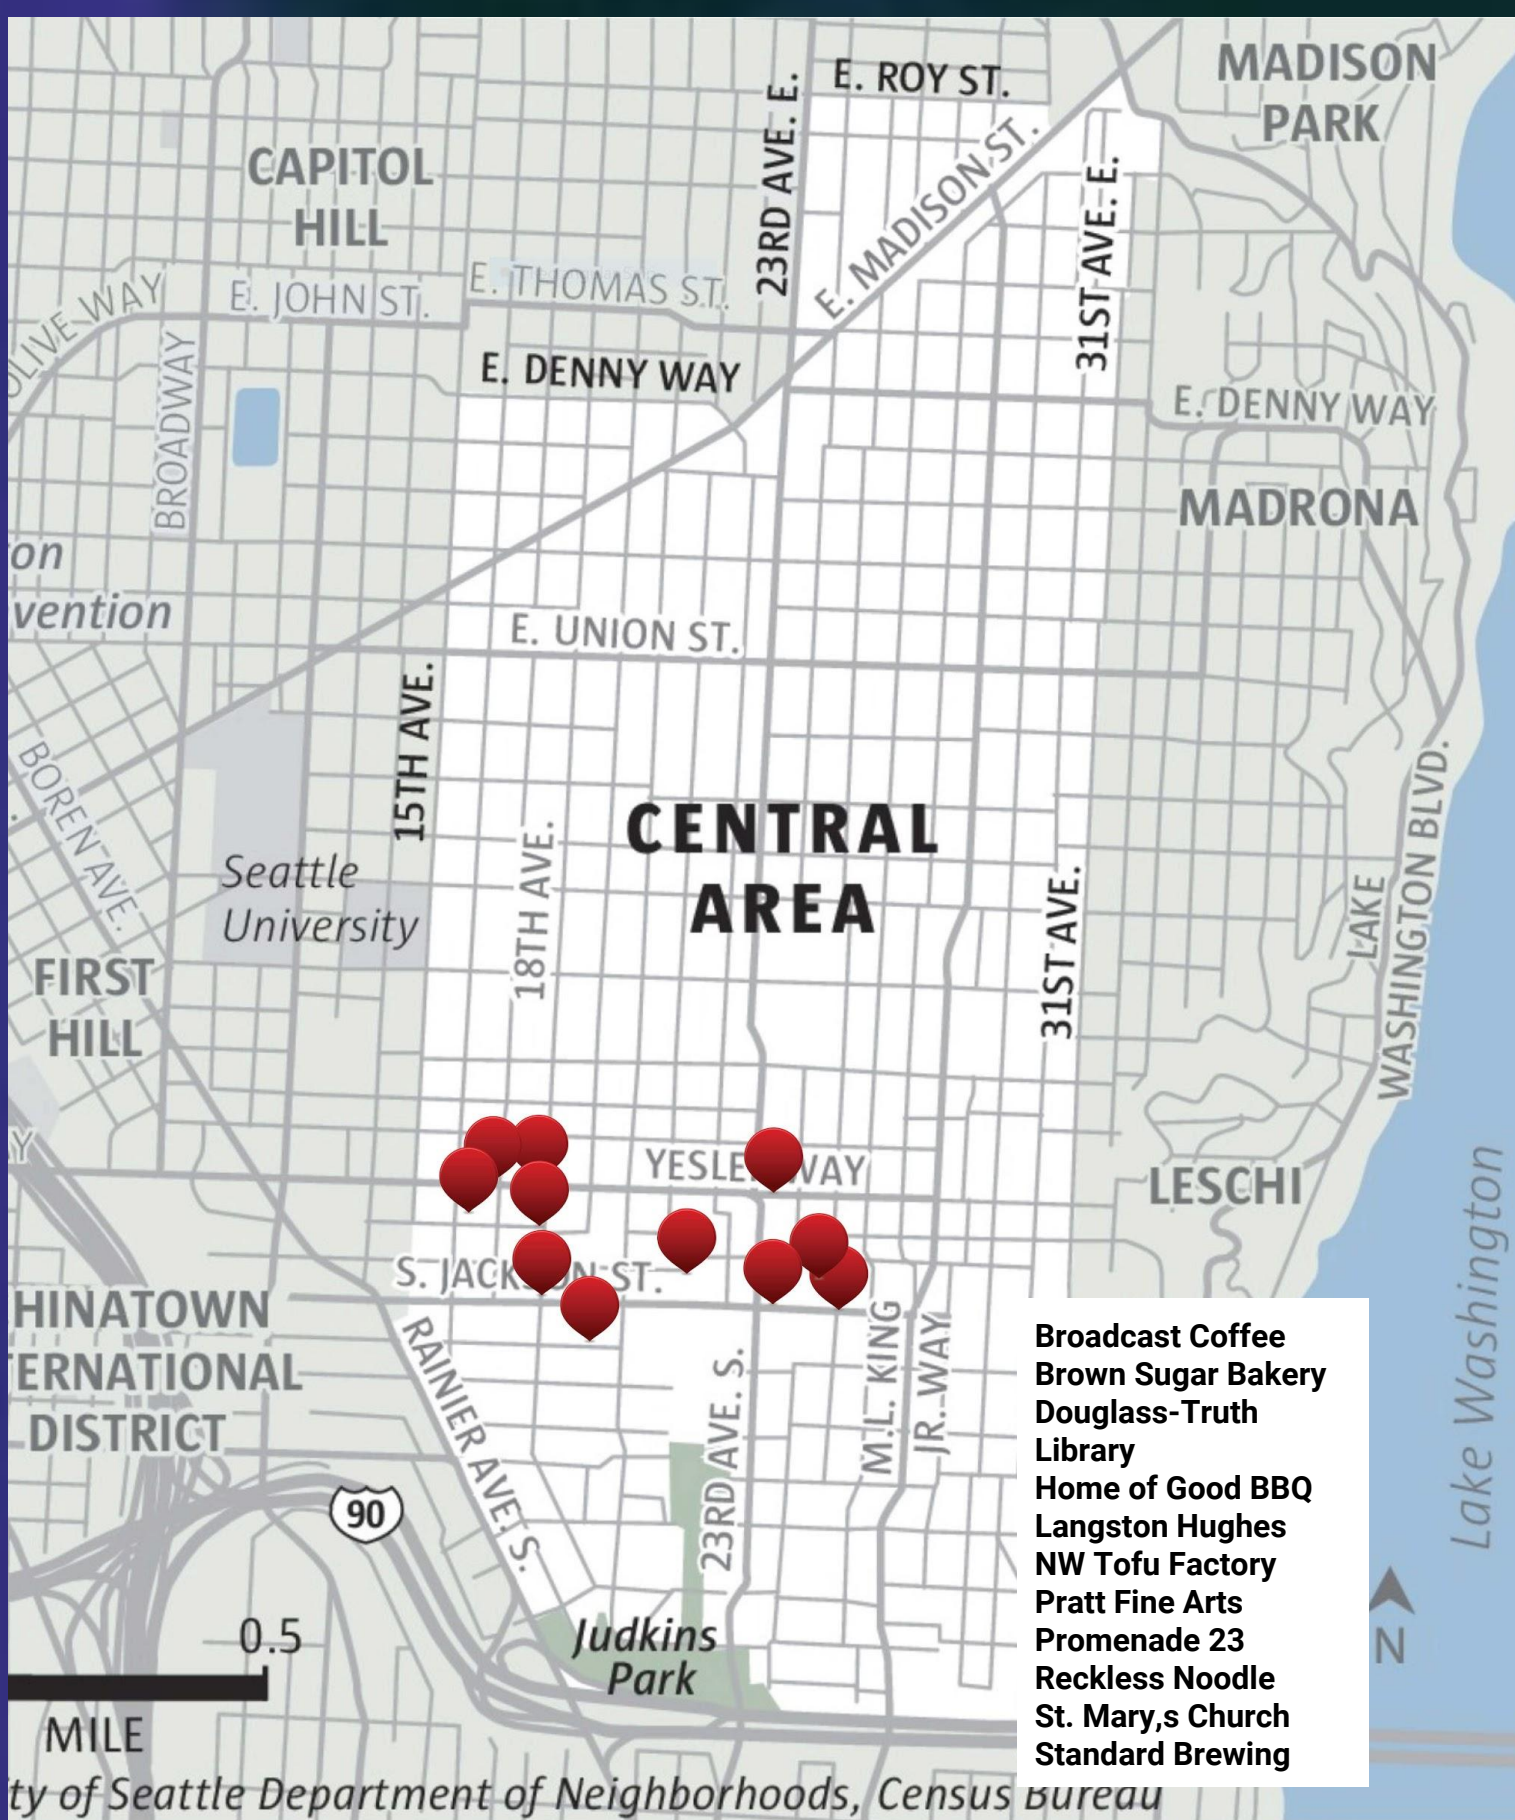 E. ROY ST.
MADISON
PARK
23RD AVE. E.
CAPITOL
HILL
E. MADISON ST.
31ST AVE. E.
E. THOMAS ST.
E. JOHN ST.
OLIVE WAY
BROADWAY
E. DENNY WAY
E. DENNY WAY
MADRONA
on
vention
E. UNION ST.
15TH AVE.
BOREN AVE.
CENTRAL
AREA
Seattle
University
18TH AVE.
31ST AVE.
LAKE
WASHINGTON BLVD.
FIRST
HILL
Y
YESLE WAY
LESCHI
Lake Washington
S. JACKSON ST.
HINATOWN
TERNATIONAL
DISTRICT
RAINIER AVE. S.
23RD AVE. S.
M.L. KING
JR. WAY
90
Judkins
Park
0.5
MILE
Broadcast Coffee
Brown Sugar Bakery
Douglass-Truth
Library
Home of Good BBQ
Langston Hughes
NW Tofu Factory
Pratt Fine Arts
Promenade 23
Reckless Noodle
St. Mary,s Church
Standard Brewing
N
ty of Seattle Department of Neighborhoods, Census Bureau